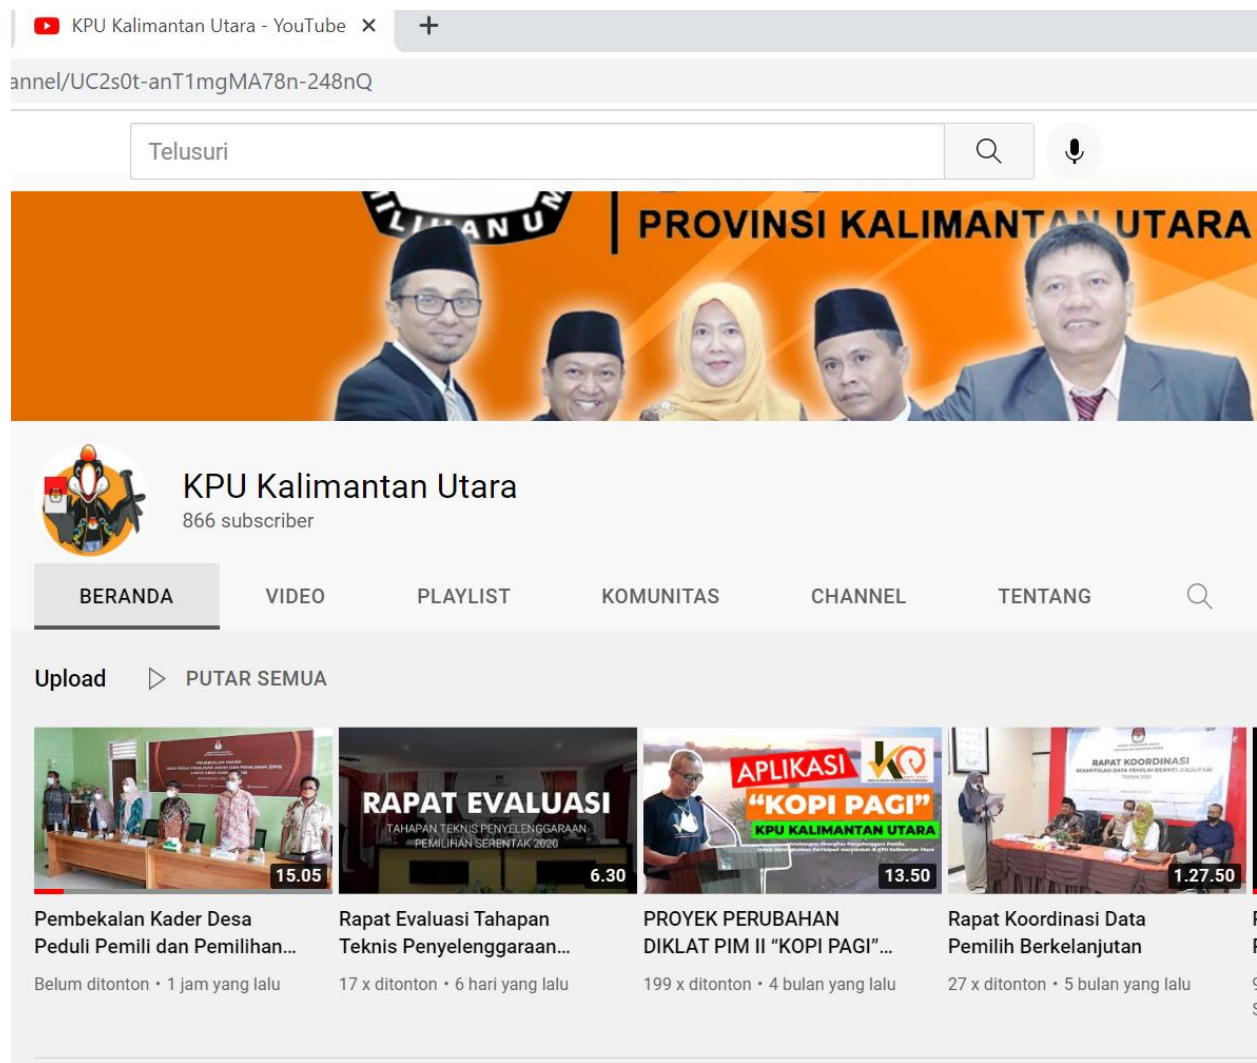 KPU Kalimantan Utara - YouTube
annel/UC2s0t-anT1mgMA78n-248nQ
Telusuri
PROVINSI KALIMANTAN UTARA
KPU Kalimantan Utara
866 subscriber
BERANDA VIDEO PLAYLIST KOMUNITAS CHANNEL TENTANG
Upload PUTAR SEMUA
15.05
RAPAT EVALUASI
TAHAPAN TEKNIS PENYELENGGARAAN
PEMILIHAN SERENTAK 2020
6.30
APLIKASI
“KOPI PAGI”
KPU KALIMANTAN UTARA
13.50
RAPAT KOORDINASI
REKAPITULASI DATA PEMILIH BERKELANJUTAN
1.27.50
Pembekalan Kader Desa
Peduli Pemili dan Pemilihan...
Belum ditonton • 1 jam yang lalu
Rapat Evaluasi Tahapan
Teknis Penyelenggaraan...
17 x ditonton • 6 hari yang lalu
PROYEK PERUBAHAN
DIKLAT PIM II “KOPI PAGI”...
199 x ditonton • 4 bulan yang lalu
Rapat Koordinasi Data
Pemilih Berkelanjutan
27 x ditonton • 5 bulan yang lalu